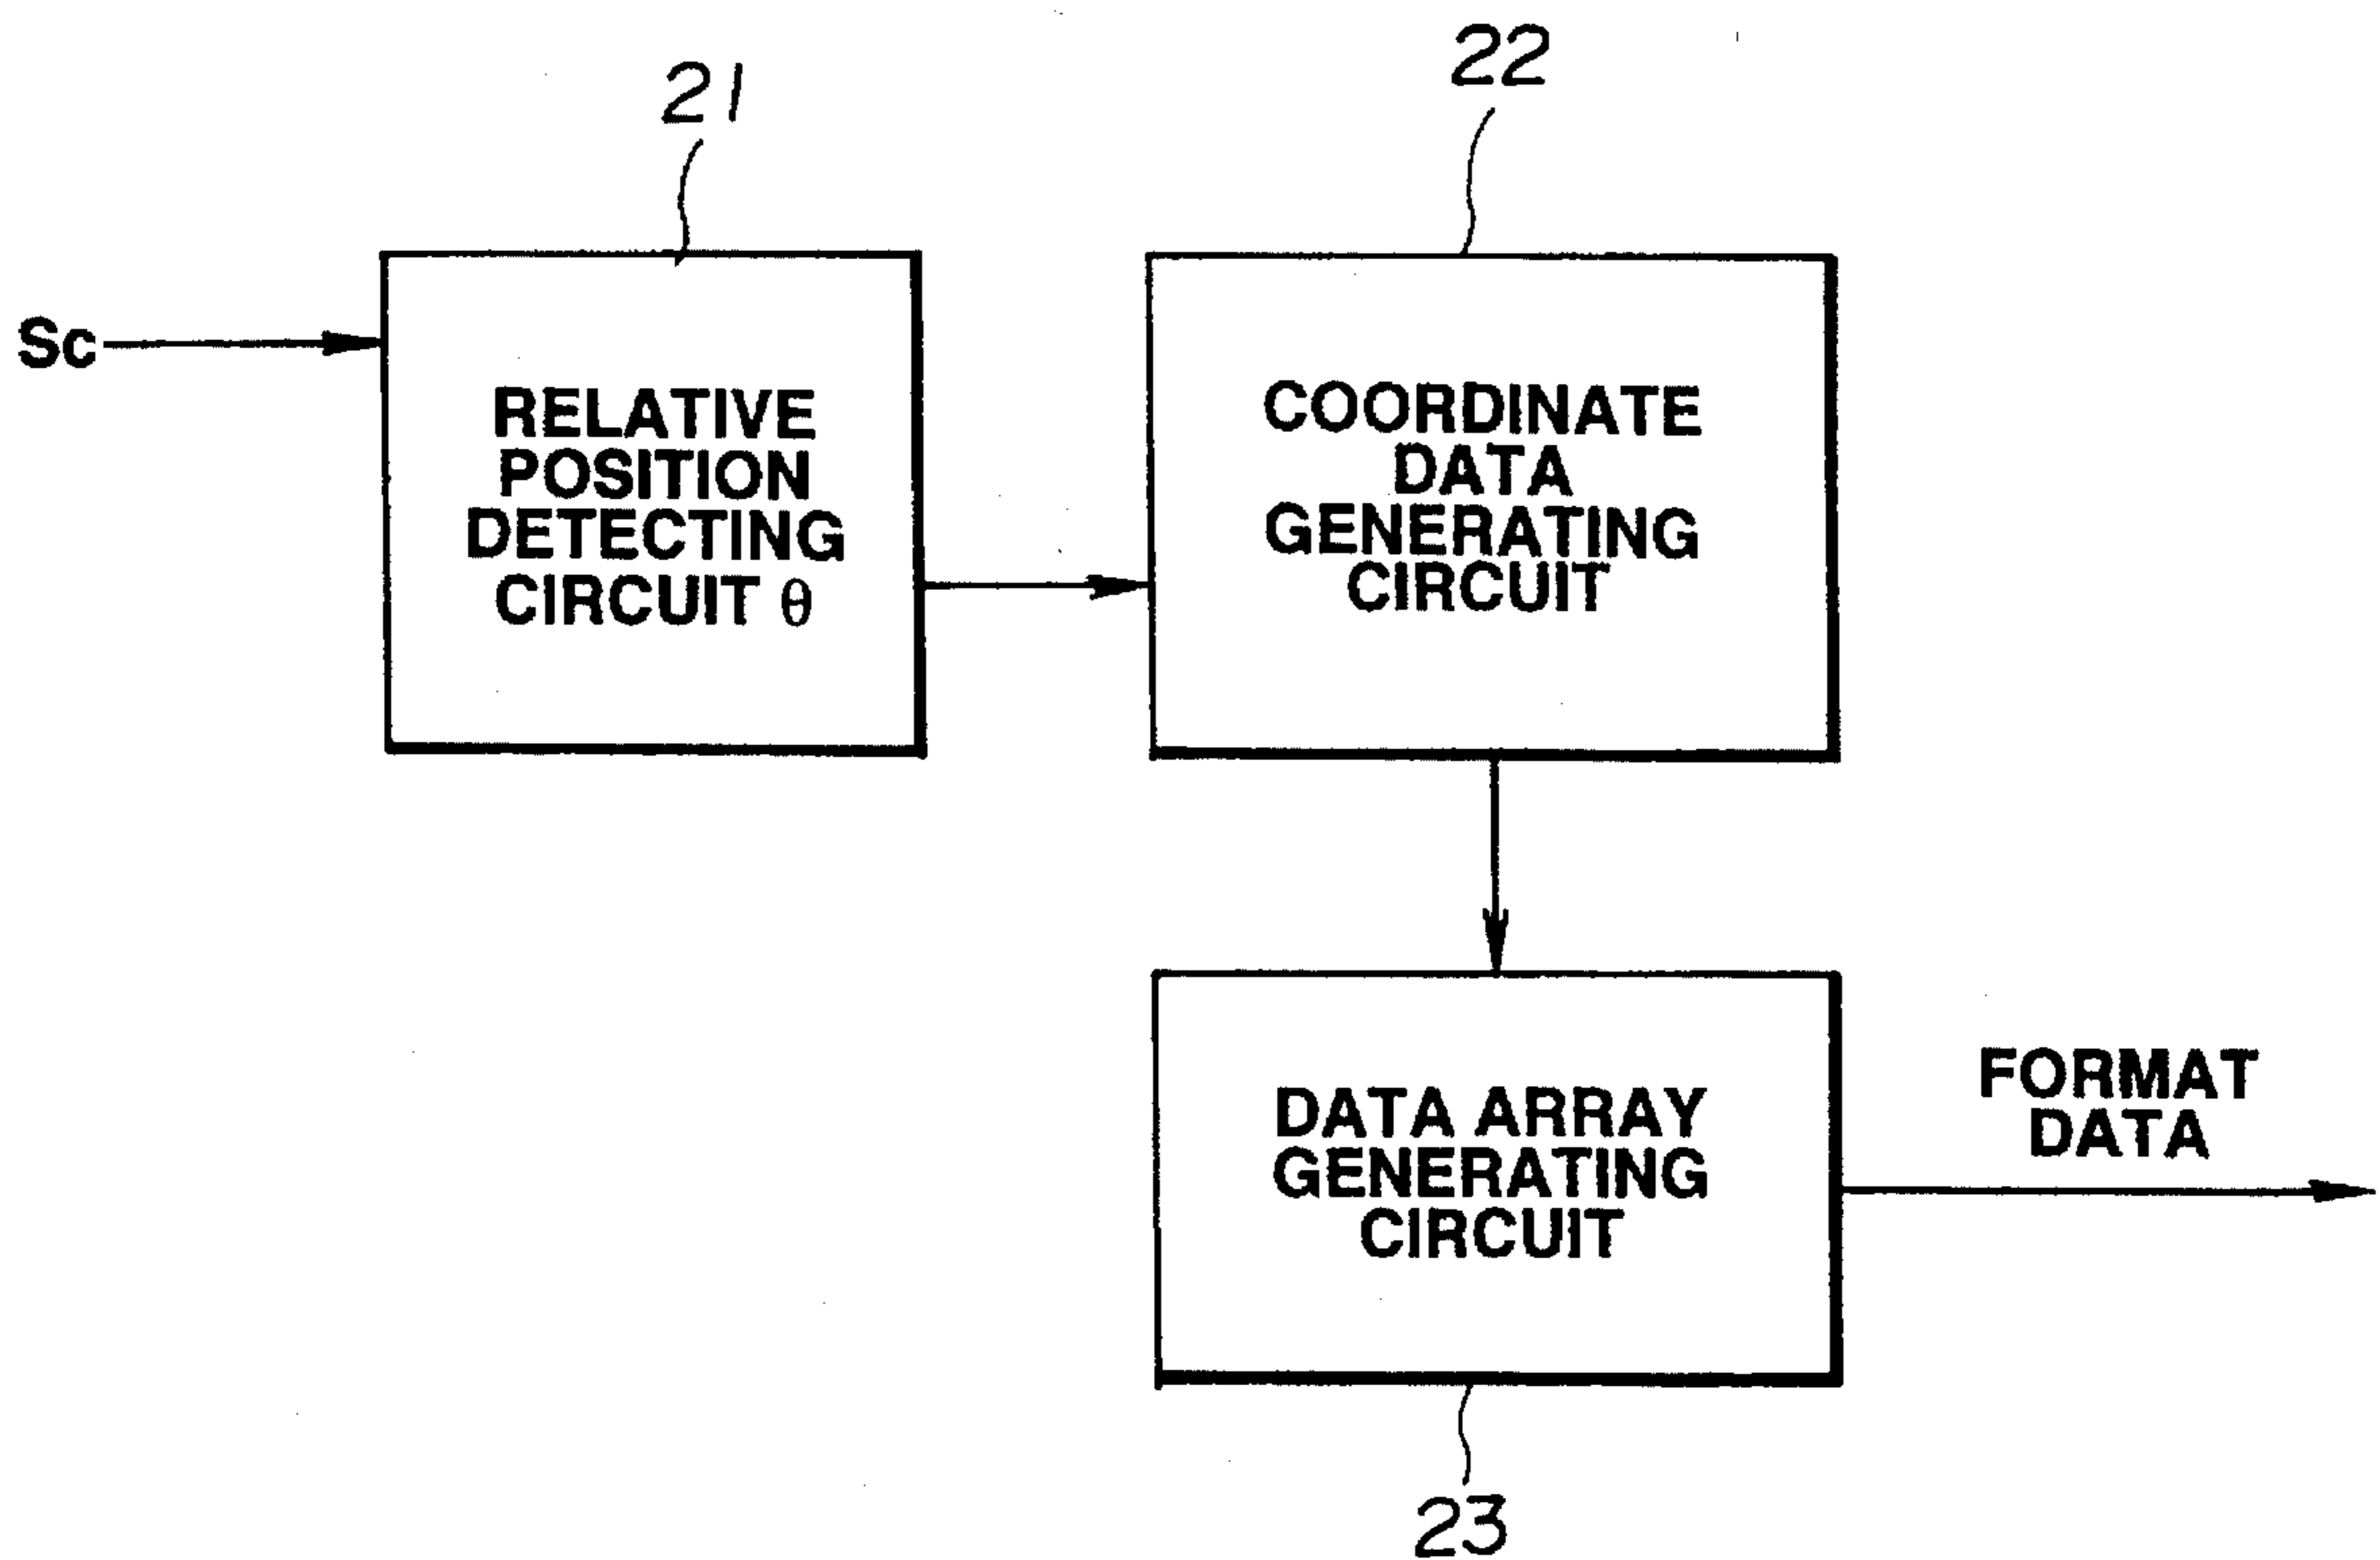 21
22
Sc
RELATIVE
POSITION
DETECTING
CIRCUIT θ
COORDINATE
DATA
GENERATING
CIRCUIT
DATA ARRAY
GENERATING
CIRCUIT
FORMAT
DATA
23